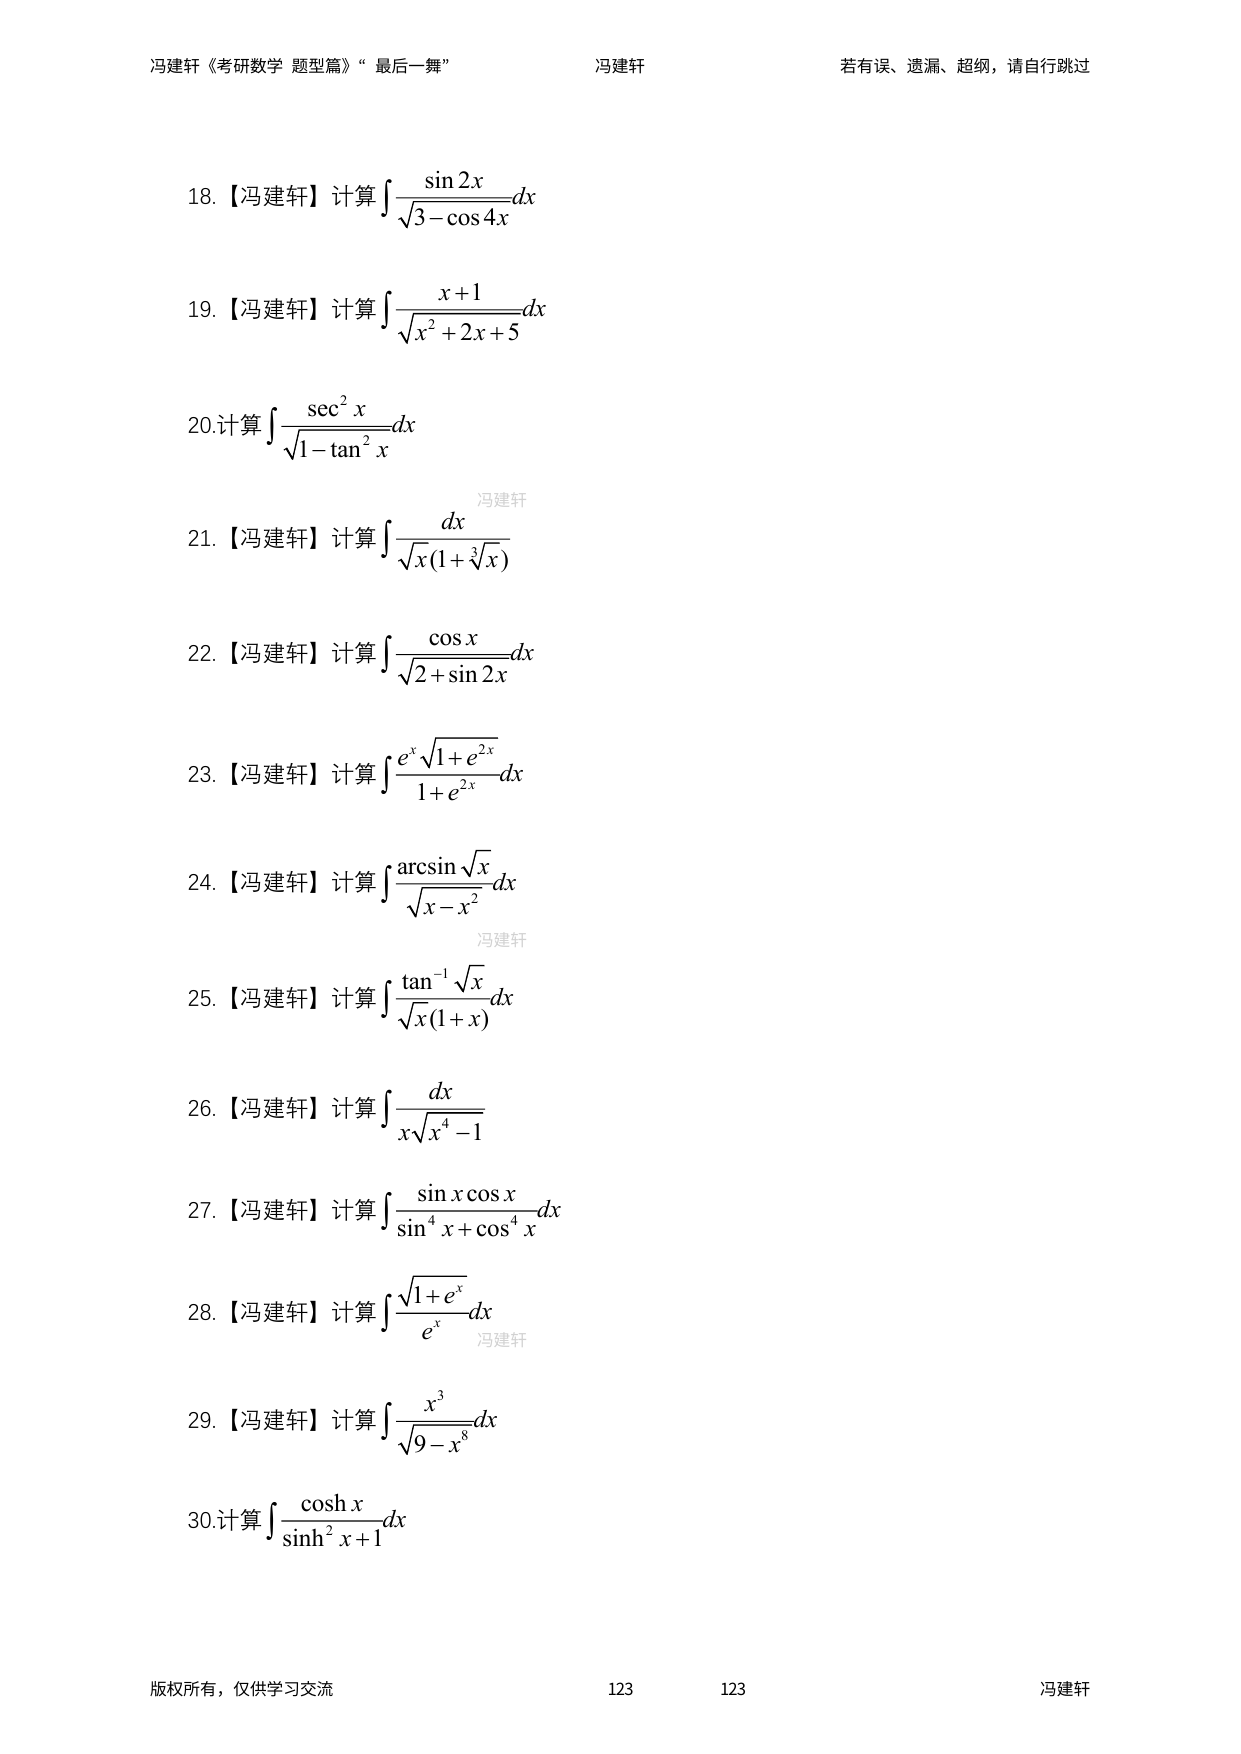 冯建轩《考研数学 题型篇》“ 最后一舞” 冯建轩 若有误、遗漏、超纲，请自行跳过
18.【冯建轩】计算∫ sin 2x / √(3 − cos 4x) dx
19.【冯建轩】计算∫ (x + 1) / √(x² + 2x + 5) dx
20.计算∫ sec² x / √(1 − tan² x) dx
冯建轩
21.【冯建轩】计算∫ dx / (√x(1 + ∛x))
22.【冯建轩】计算∫ cos x / √(2 + sin 2x) dx
23.【冯建轩】计算∫ eˣ√(1 + e²ˣ) / (1 + e²ˣ) dx
24.【冯建轩】计算∫ arcsin √x / √(x − x²) dx
冯建轩
25.【冯建轩】计算∫ tan⁻¹ √x / (√x(1 + x)) dx
26.【冯建轩】计算∫ dx / (x√(x⁴ − 1))
27.【冯建轩】计算∫ sin x cos x / (sin⁴ x + cos⁴ x) dx
28.【冯建轩】计算∫ √(1 + eˣ) / eˣ dx
冯建轩
29.【冯建轩】计算∫ x³ / √(9 − x⁸) dx
30.计算∫ cosh x / (sinh² x + 1) dx
版权所有，仅供学习交流 123 123 冯建轩